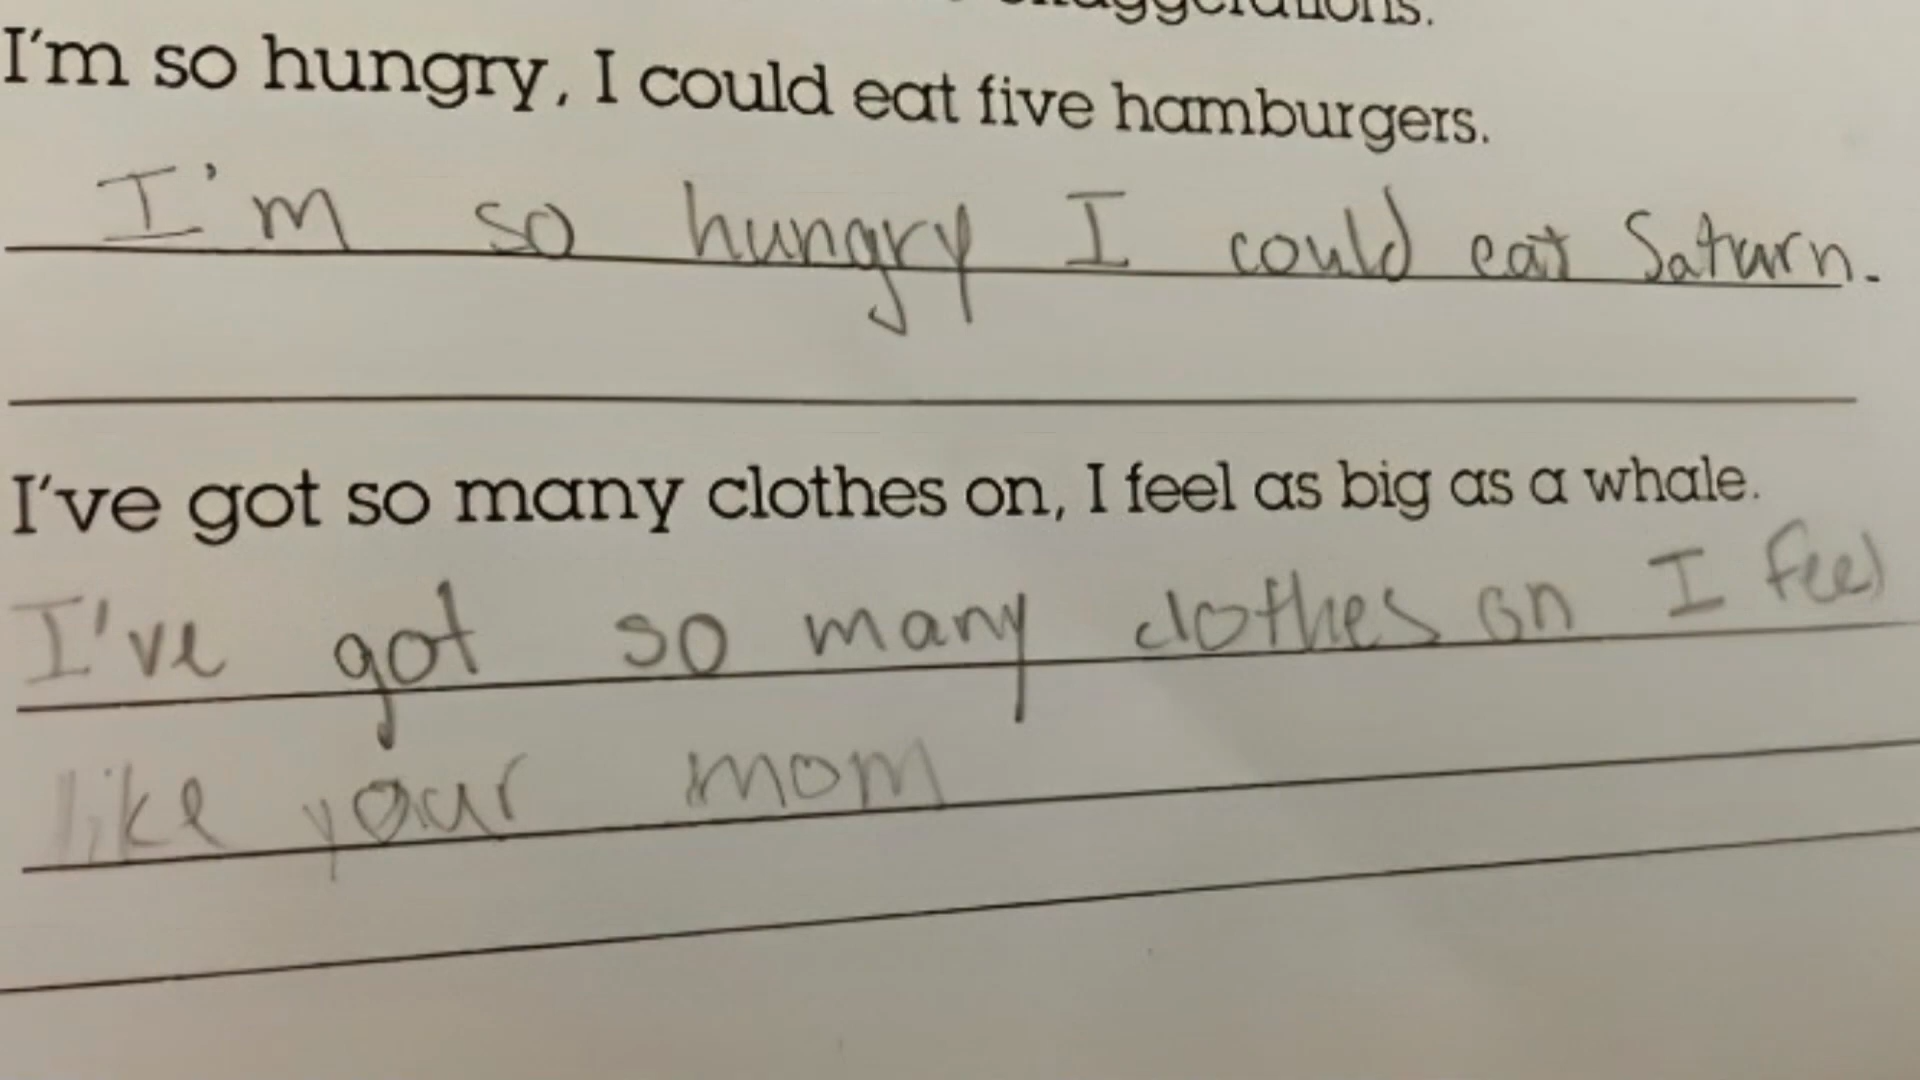 I'm so hungry, I could eat five hamburgers.
I'm so hungry I could eat Saturn.
I've got so many clothes on, I feel as big as a whale.
I've got so many clothes on I feel
like your mom